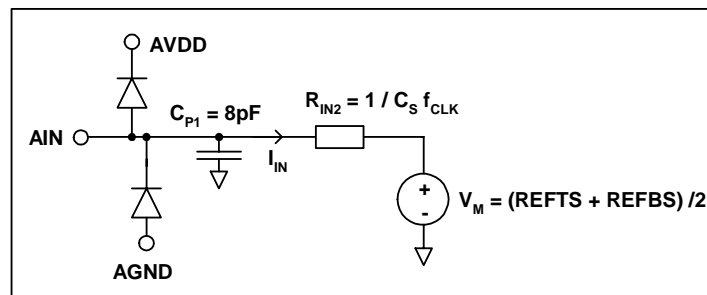 AVDD
C_P1 = 8pF
R_IN2 = 1 / C_S f_CLK
AIN
I_IN
+
-
V_M = (REFTS + REFBS) /2
AGND